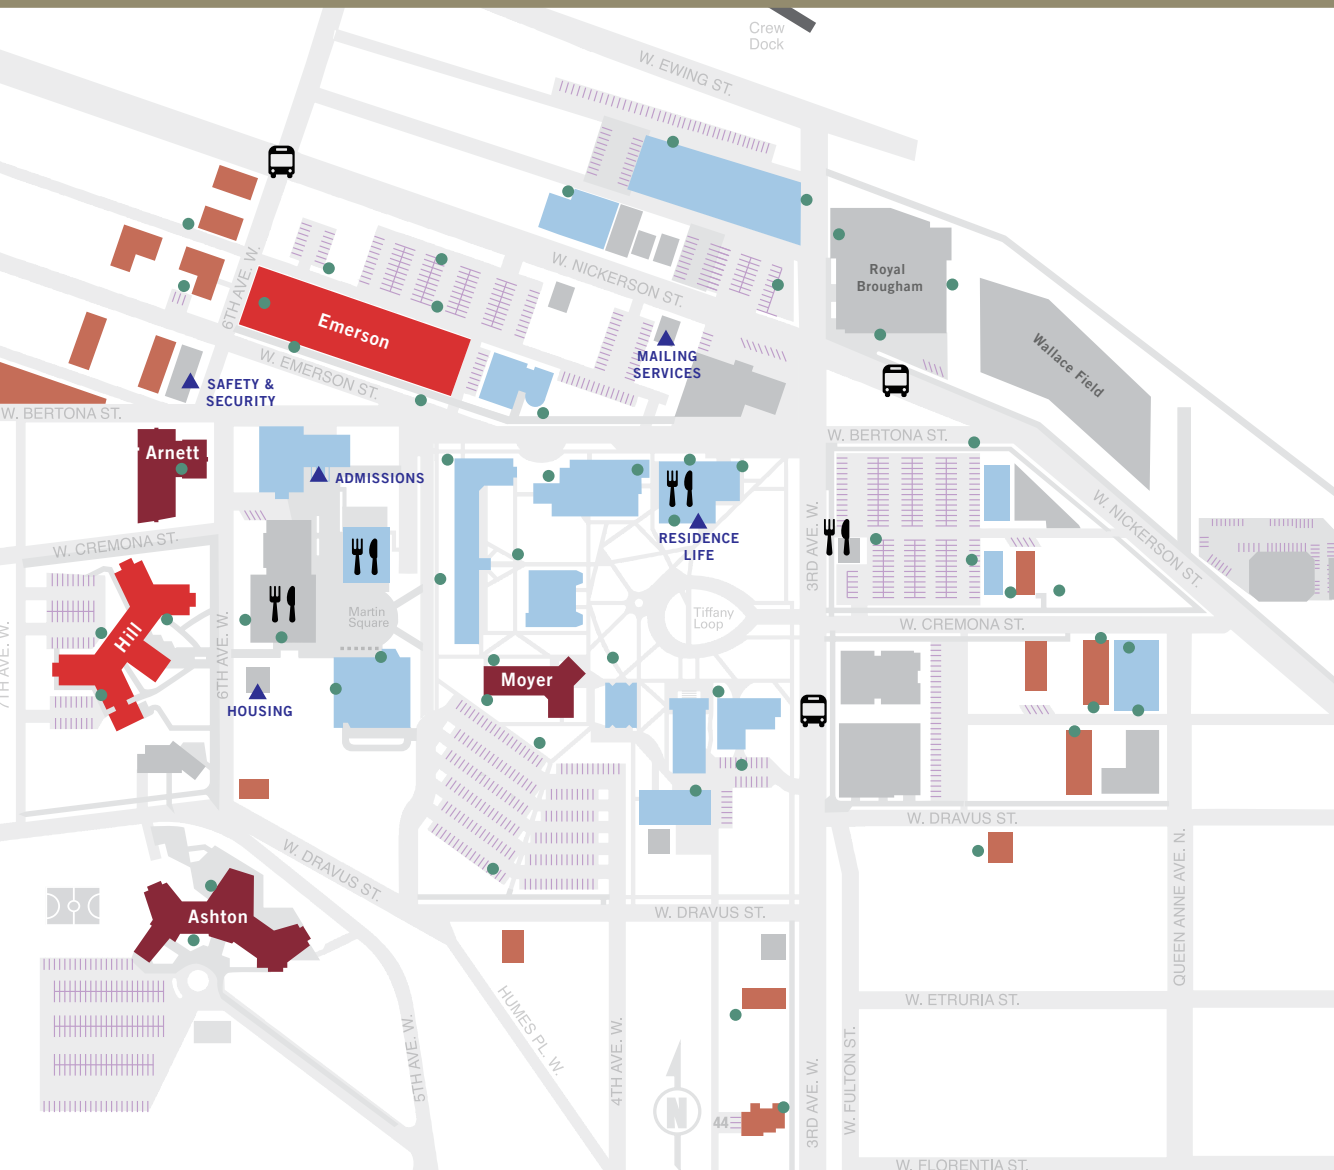 Crew
Dock
W. EWING ST.
Royal
Brougham
W. NICKERSON ST.
6TH AVE. W.
Emerson
Wallace Field
MAILING
SERVICES
W. EMERSON ST.
SAFETY &
SECURITY
W. BERTONA ST.
W. BERTONA ST.
Arnett
ADMISSIONS
W. NICKERSON ST.
W. CREMONA ST.
RESIDENCE
LIFE
3RD AVE. W.
Martin
Square
Tiffany
Loop
W. CREMONA ST.
Hill
7TH AVE. W.
6TH AVE. W.
Moyer
HOUSING
W. DRAVUS ST.
W. DRAVUS ST.
QUEEN ANNE AVE. N.
Ashton
W. DRAVUS ST.
HUMES PL. W.
W. ETRURIA ST.
5TH AVE. W.
4TH AVE. W.
3RD AVE. W.
W. FULTON ST.
N
44
W. FLORENTIA ST.